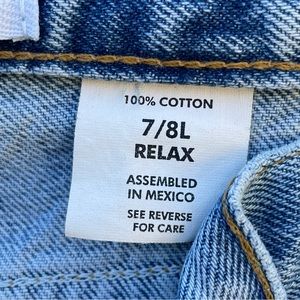 100% COTTON
7/8L
RELAX
ASSEMBLED
IN MEXICO
SEE REVERSE
FOR CARE